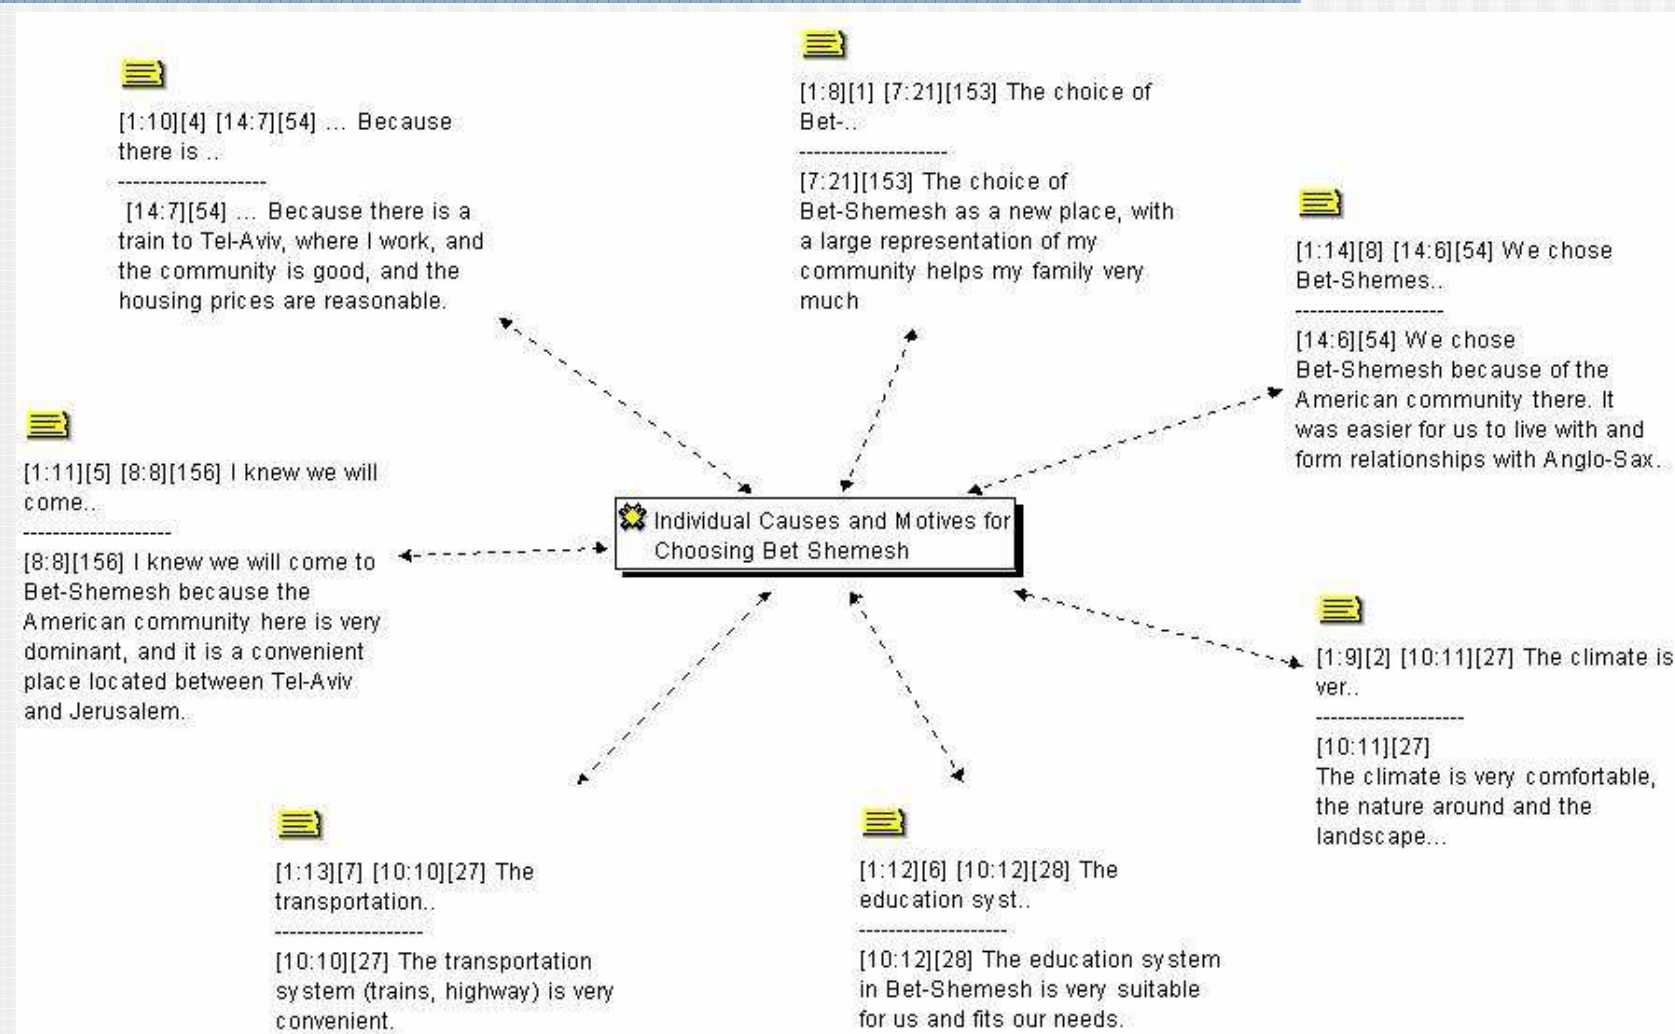 [1:10][4] [14:7][54] ... Because
there is ..
--------------------
[14:7][54] ... Because there is a
train to Tel-Aviv, where I work, and
the community is good, and the
housing prices are reasonable.
[1:8][1] [7:21][153] The choice of
Bet-..
--------------------
[7:21][153] The choice of
Bet-Shemesh as a new place, with
a large representation of my
community helps my family very
much
[1:14][8] [14:6][54] We chose
Bet-Shemes..
--------------------
[14:6][54] We chose
Bet-Shemesh because of the
American community there. It
was easier for us to live with and
form relationships with Anglo-Sax.
[1:11][5] [8:8][156] I knew we will
come..
--------------------
[8:8][156] I knew we will come to
Bet-Shemesh because the
American community here is very
dominant, and it is a convenient
place located between Tel-Aviv
and Jerusalem.
Individual Causes and Motives for
Choosing Bet Shemesh
[1:9][2] [10:11][27] The climate is
ver..
--------------------
[10:11][27]
The climate is very comfortable,
the nature around and the
landscape...
[1:13][7] [10:10][27] The
transportation..
--------------------
[10:10][27] The transportation
system (trains, highway) is very
convenient.
[1:12][6] [10:12][28] The
education syst..
--------------------
[10:12][28] The education system
in Bet-Shemesh is very suitable
for us and fits our needs.